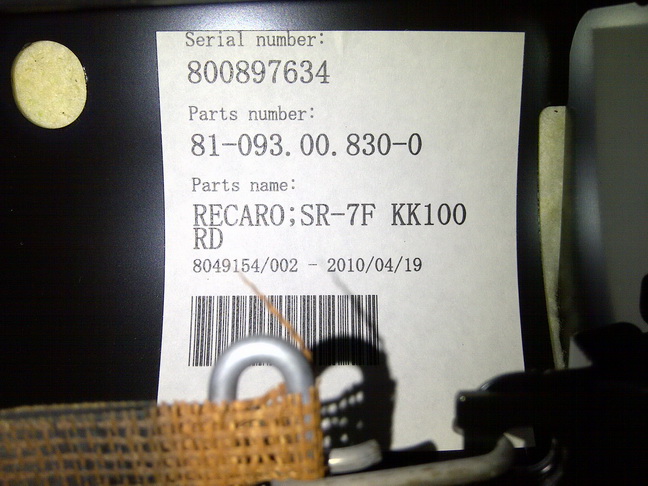 Serial number:
800897634
Parts number:
81-093.00.830-0
Parts name:
RECARO;SR-7F KK100
RD
8049154/002 - 2010/04/19